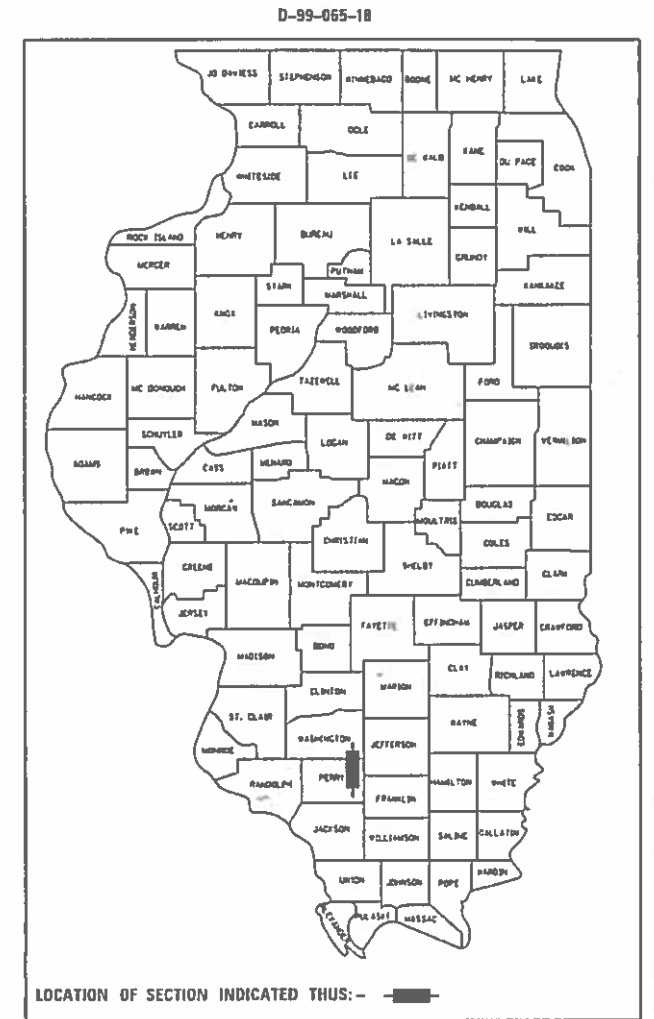 D-99-065-18
JO DAVIESS STEPHENSON WINNEBAGO BOONE MC HENRY LAKE
CARROLL OGLE DE KALB KANE DU PAGE COOK
WHITESIDE LEE KENDALL WILL
ROCK ISLAND HENRY BUREAU LA SALLE GRUNDY
MERCER PUTNAM KANKAKEE
STARK MARSHALL
HENDERSON WARREN KNOX PEORIA WOODFORD LIVINGSTON IROQUOIS
HANCOCK MC DONOUGH FULTON TAZEWELL MC LEAN FORD
MASON
SCHUYLER LOGAN DE WITT CHAMPAIGN VERMILION
ADAMS BROWN CASS MENARD MACON PIATT
MORGAN SANGAMON DOUGLAS EDGAR
PIKE SCOTT CHRISTIAN MOULTRIE COLES
CALHOUN GREENE MACOUPIN MONTGOMERY SHELBY CUMBERLAND CLARK
JERSEY FAYETTE EFFINGHAM JASPER CRAWFORD
MADISON BOND CLAY RICHLAND LAWRENCE
CLINTON MARION
ST. CLAIR WASHINGTON JEFFERSON WAYNE EDWARDS WABASH
MONROE
RANDOLPH PERRY FRANKLIN HAMILTON WHITE
JACKSON WILLIAMSON SALINE GALLATIN
UNION JOHNSON POPE HARDIN
ALEXANDER PULASKI MASSAC
LOCATION OF SECTION INDICATED THUS: -